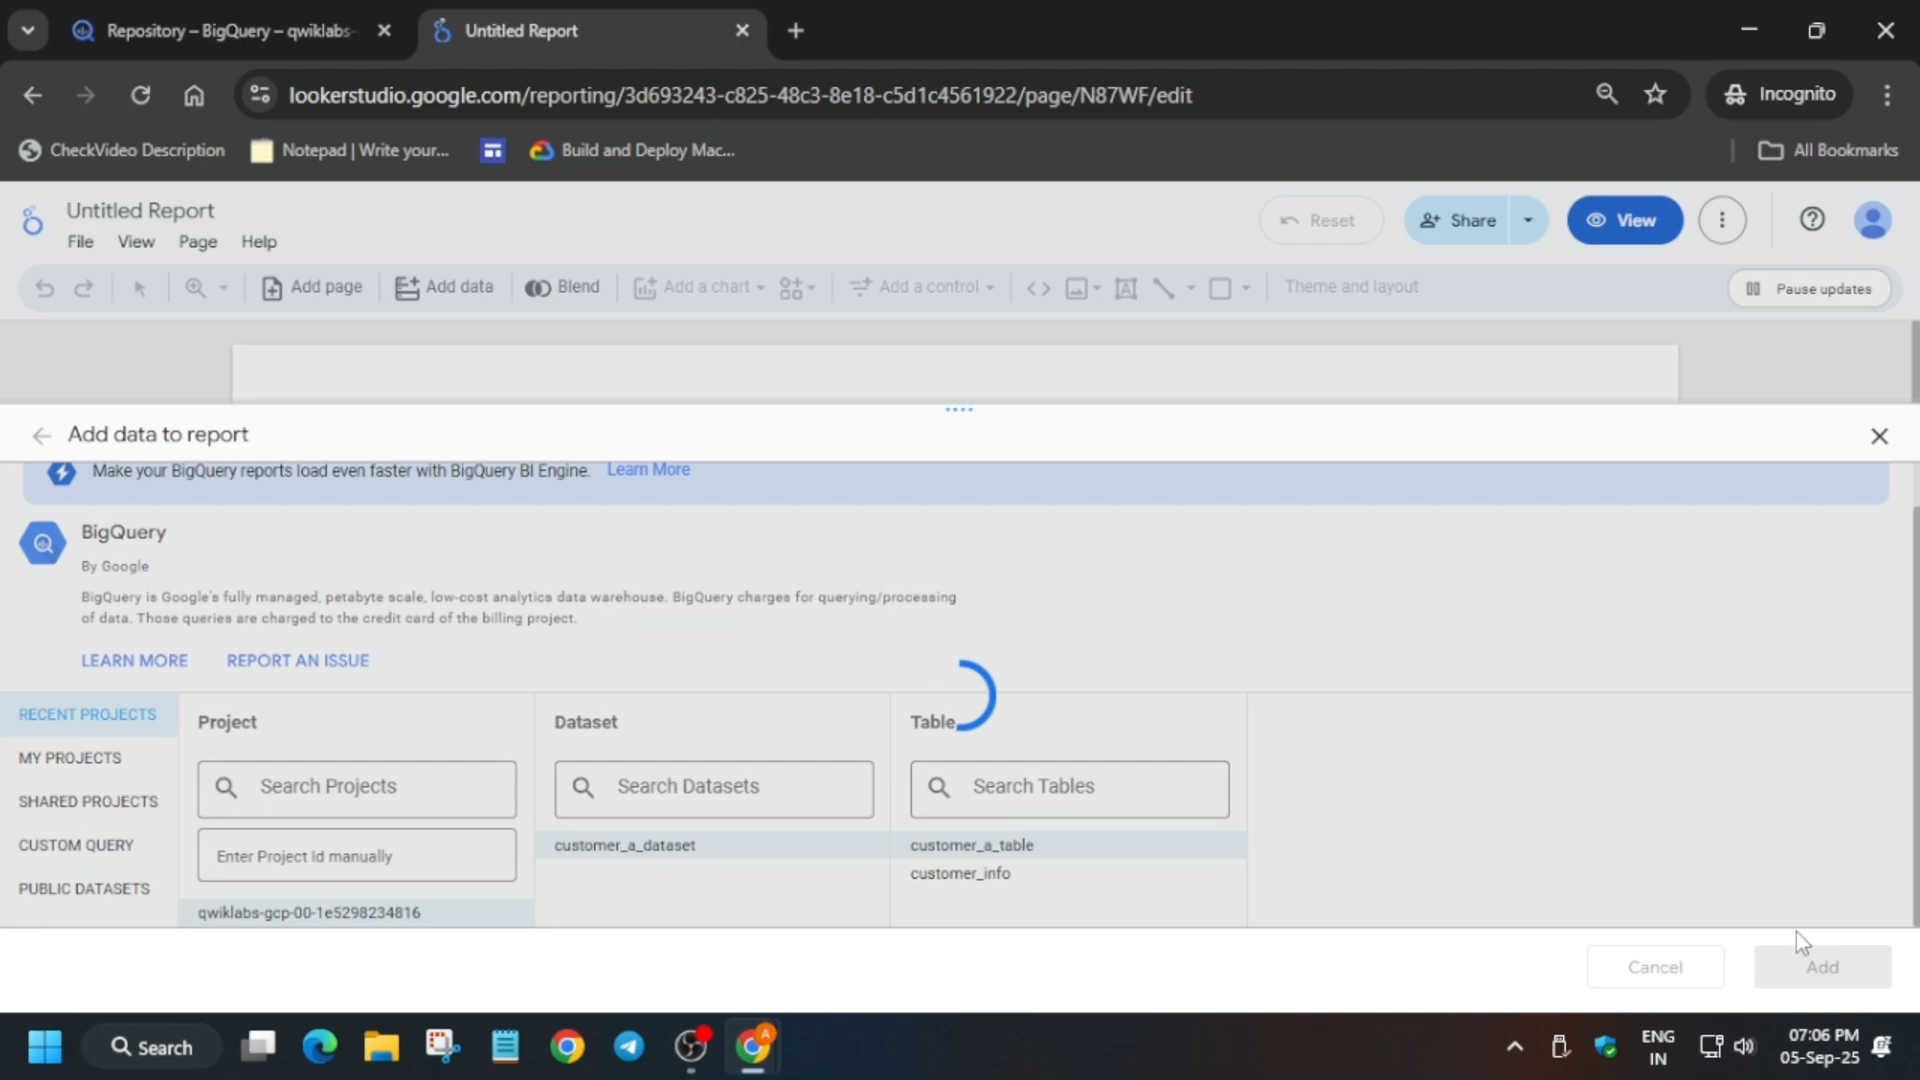 Repository – BigQuery – qwiklabs-
Untitled Report
lookerstudio.google.com/reporting/3d693243-c825-48c3-8e18-c5d1c4561922/page/N87WF/edit
Incognito
CheckVideo Description
Notepad | Write your...
Build and Deploy Mac...
All Bookmarks
Untitled Report
File
View
Page
Help
Reset
Share
View
Add page
Add data
Blend
Add a chart
Add a control
Theme and layout
Pause updates
Add data to report
Make your BigQuery reports load even faster with BigQuery BI Engine. Learn More
BigQuery
By Google
BigQuery is Google's fully managed, petabyte scale, low-cost analytics data warehouse. BigQuery charges for querying/processing
of data. Those queries are charged to the credit card of the billing project.
LEARN MORE
REPORT AN ISSUE
RECENT PROJECTS
MY PROJECTS
SHARED PROJECTS
CUSTOM QUERY
PUBLIC DATASETS
Project
Search Projects
Enter Project Id manually
qwiklabs-gcp-00-1e5298234816
Dataset
Search Datasets
customer_a_dataset
Table
Search Tables
customer_a_table
customer_info
Cancel
Add
Search
A
ENG
IN
07:06 PM
05-Sep-25